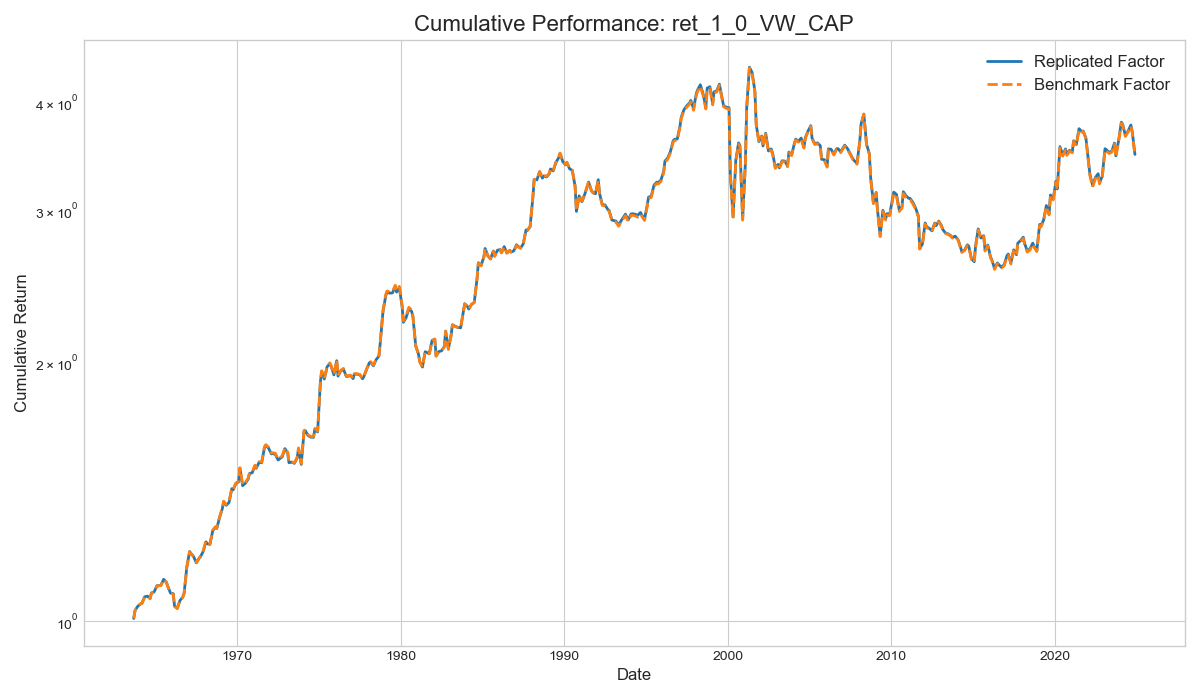 Cumulative Performance: ret_1_0_VW_CAP
Replicated Factor
Benchmark Factor
4 × 10⁰
3 × 10⁰
2 × 10⁰
10⁰
Cumulative Return
1970 1980 1990 2000 2010 2020
Date